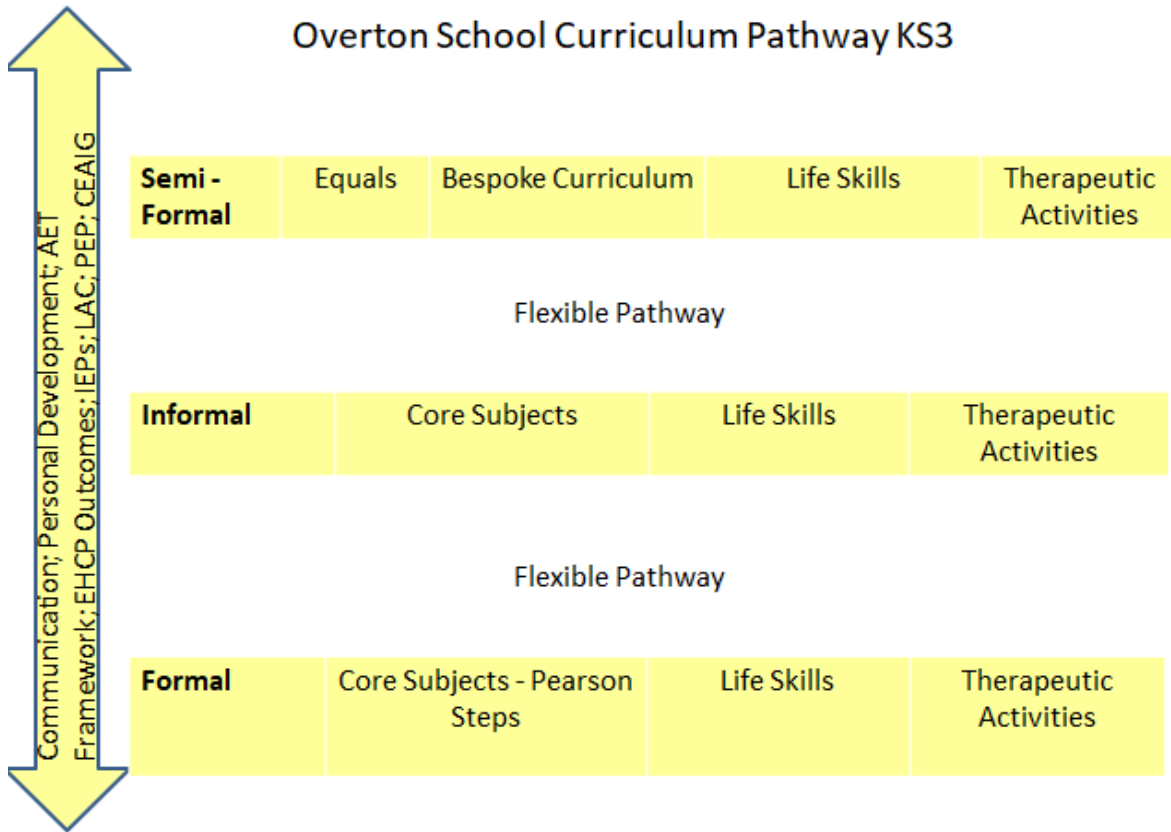 Overton School Curriculum Pathway KS3
Communication; Personal Development; AET
Framework; EHCP Outcomes; IEPs; LAC; PEP; CEAIG
Semi - Equals Bespoke Curriculum Life Skills Therapeutic
Formal Activities
Flexible Pathway
Informal Core Subjects Life Skills Therapeutic
Activities
Flexible Pathway
Formal Core Subjects - Pearson Life Skills Therapeutic
Steps Activities